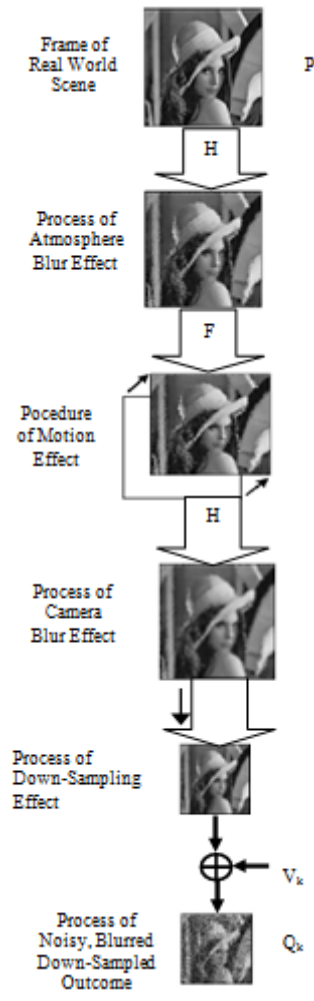 Frame of
Real World
Scene
P
H
Process of
Atmosphere
Blur Effect
F
Pocedure
of Motion
Effect
H
Process of
Camera
Blur Effect
Process of
Down-Sampling
Effect
Vk
Process of
Noisy, Blurred
Down-Sampled
Outcome
Qk